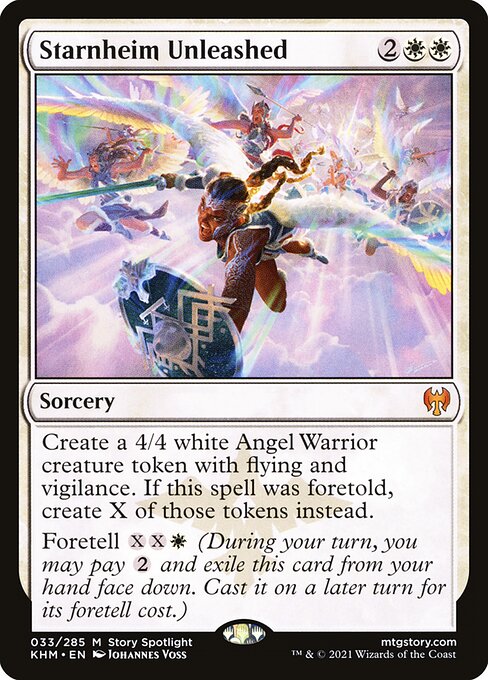 Starnheim Unleashed 2
Sorcery
Create a 4/4 white Angel Warrior
creature token with flying and
vigilance. If this spell was foretold,
create X of those tokens instead.
Foretell X X (During your turn, you
may pay 2 and exile this card from your
hand face down. Cast it on a later turn for
its foretell cost.)
033/285 M Story Spotlight
KHM • EN Johannes Voss
mtgstory.com
™ & © 2021 Wizards of the Coast